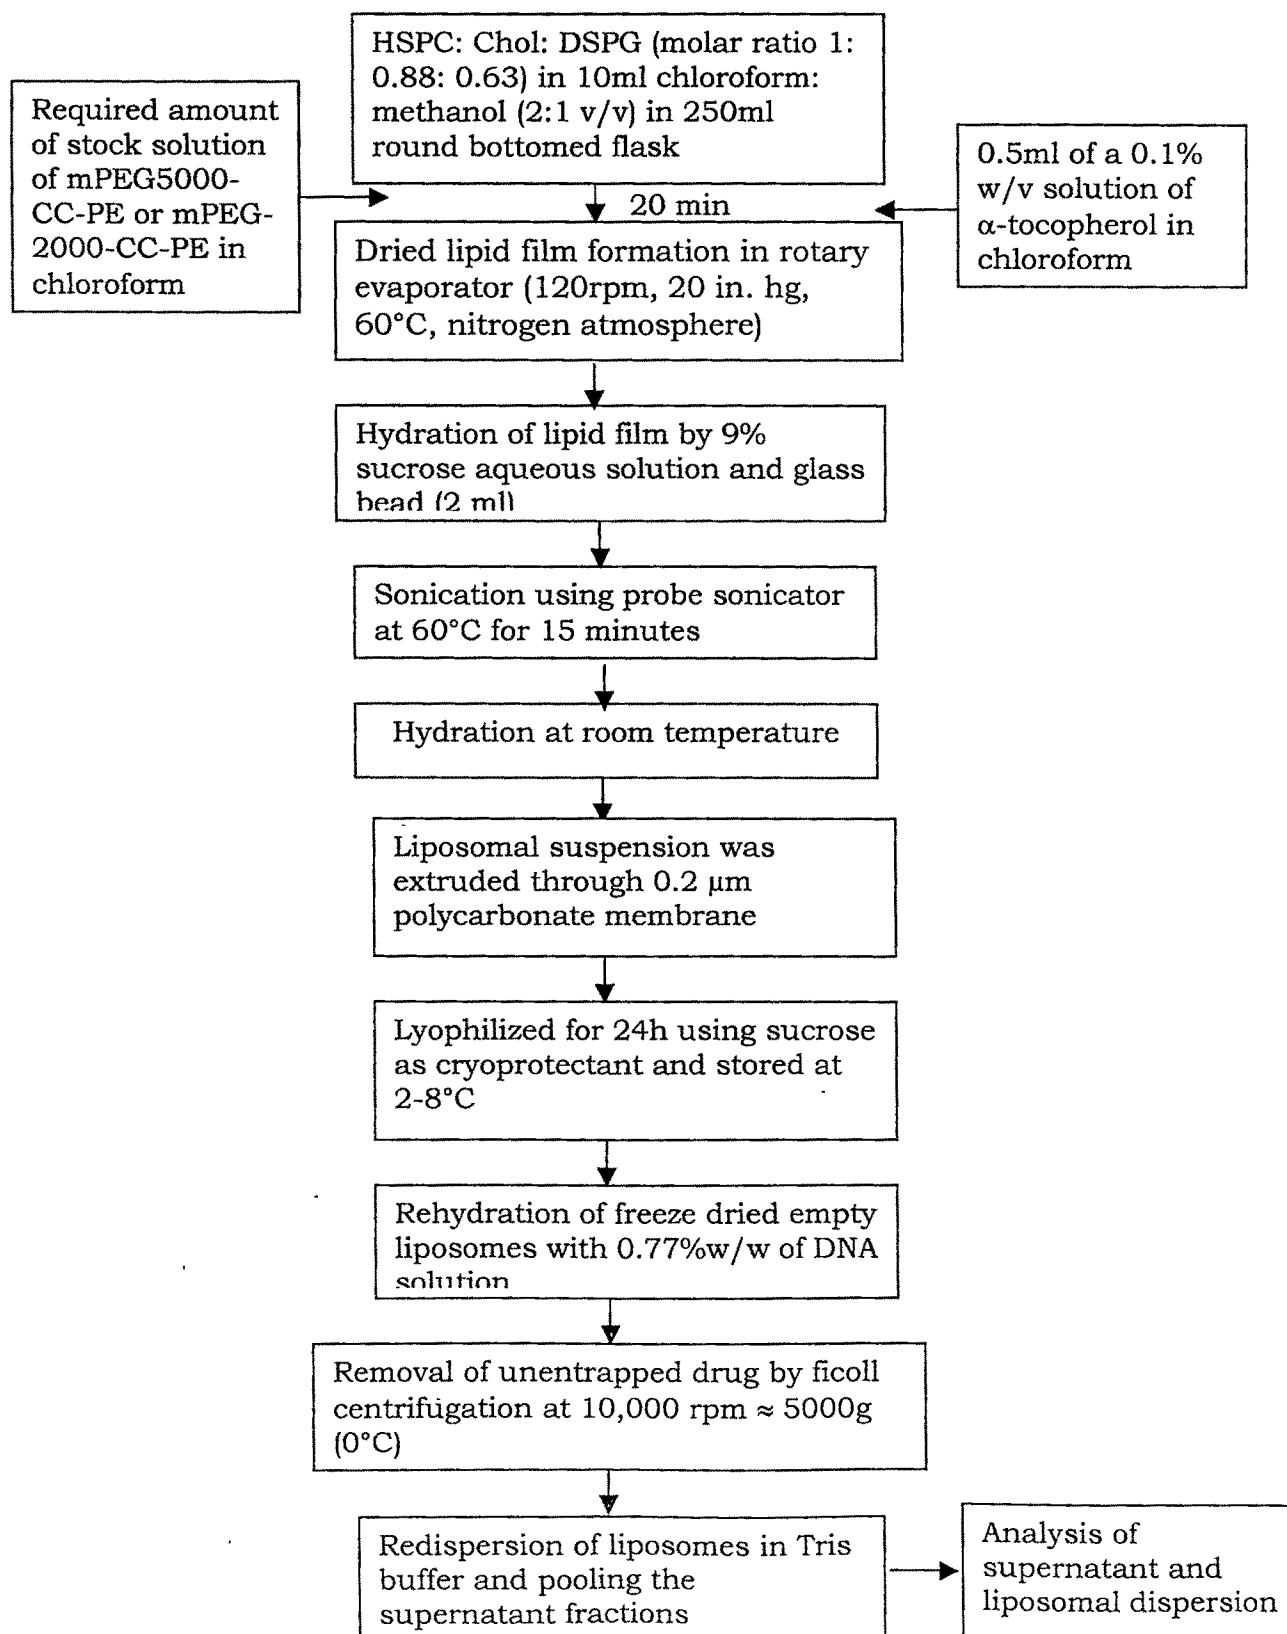 HSPC: Chol: DSPG (molar ratio 1:
0.88: 0.63) in 10ml chloroform:
methanol (2:1 v/v) in 250ml
round bottomed flask
Required amount
of stock solution
of mPEG5000-
CC-PE or mPEG-
2000-CC-PE in
chloroform
0.5ml of a 0.1%
w/v solution of
α-tocopherol in
chloroform
20 min
Dried lipid film formation in rotary
evaporator (120rpm, 20 in. hg,
60°C, nitrogen atmosphere)
Hydration of lipid film by 9%
sucrose aqueous solution and glass
bead (2 ml)
Sonication using probe sonicator
at 60°C for 15 minutes
Hydration at room temperature
Liposomal suspension was
extruded through 0.2 µm
polycarbonate membrane
Lyophilized for 24h using sucrose
as cryoprotectant and stored at
2-8°C
Rehydration of freeze dried empty
liposomes with 0.77%w/w of DNA
solution
Removal of unentrapped drug by ficoll
centrifugation at 10,000 rpm ≈ 5000g
(0°C)
Redispersion of liposomes in Tris
buffer and pooling the
supernatant fractions
Analysis of
supernatant and
liposomal dispersion